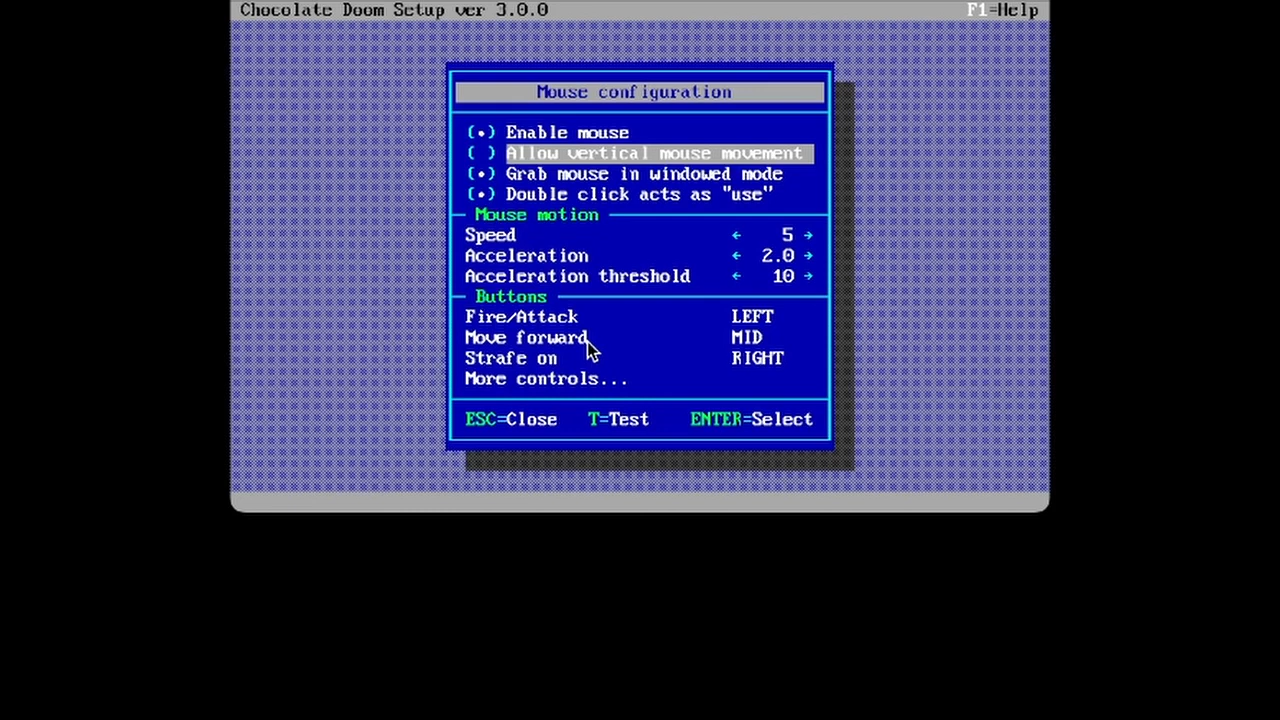 Chocolate Doom Setup ver 3.0.0 F1=Help
Mouse configuration
(•) Enable mouse
( ) Allow vertical mouse movement
(•) Grab mouse in windowed mode
(•) Double click acts as "use"
Mouse motion
Speed ← 5 →
Acceleration ← 2.0 →
Acceleration threshold ← 10 →
Buttons
Fire/Attack LEFT
Move forward MID
Strafe on RIGHT
More controls...
ESC=Close T=Test ENTER=Select